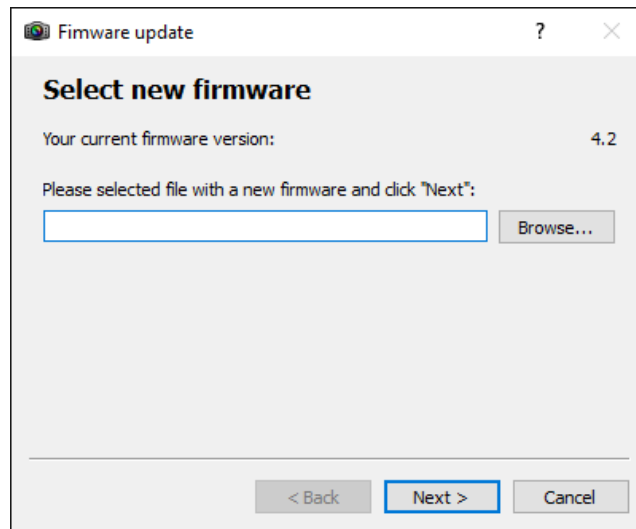 Fimware update ?
Select new firmware
Your current firmware version: 4.2
Please selected file with a new firmware and click "Next":
Browse...
< Back Next > Cancel